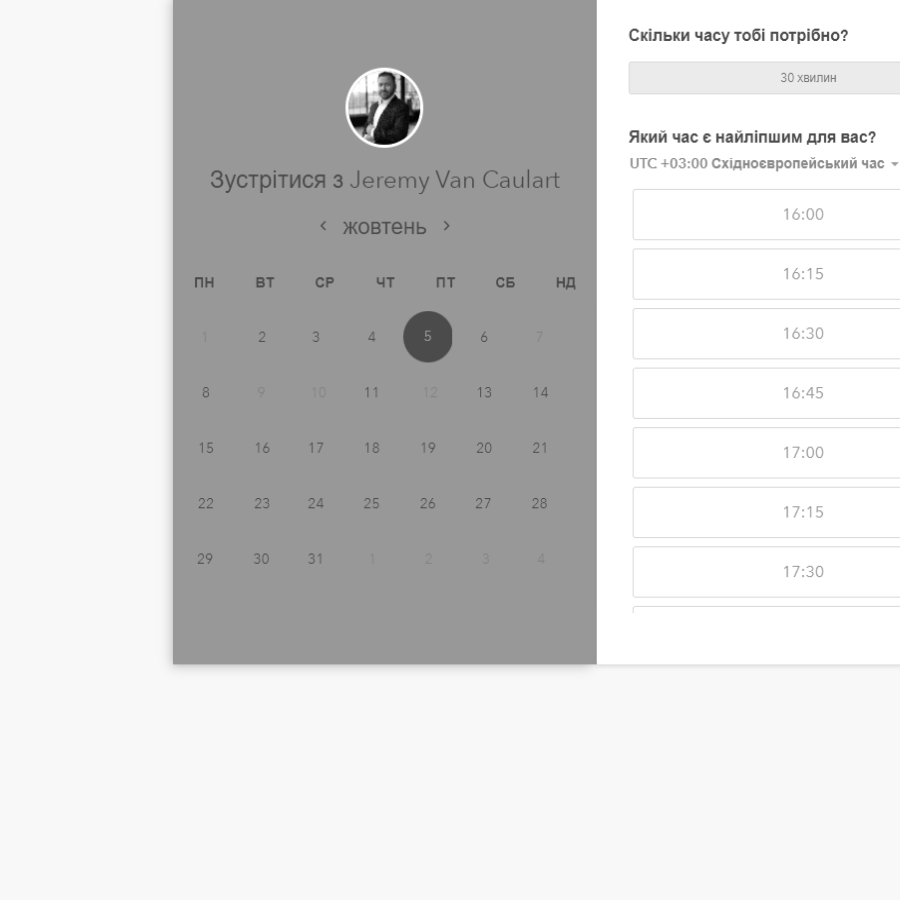 Зустрітися з Jeremy Van Caulart
жовтень
ПН ВТ СР ЧТ ПТ СБ НД
1 2 3 4 5 6 7
8 9 10 11 12 13 14
15 16 17 18 19 20 21
22 23 24 25 26 27 28
29 30 31 1 2 3 4
Скільки часу тобі потрібно?
30 хвилин
Який час є найліпшим для вас?
UTC +03:00 Східноєвропейський час
16:00
16:15
16:30
16:45
17:00
17:15
17:30